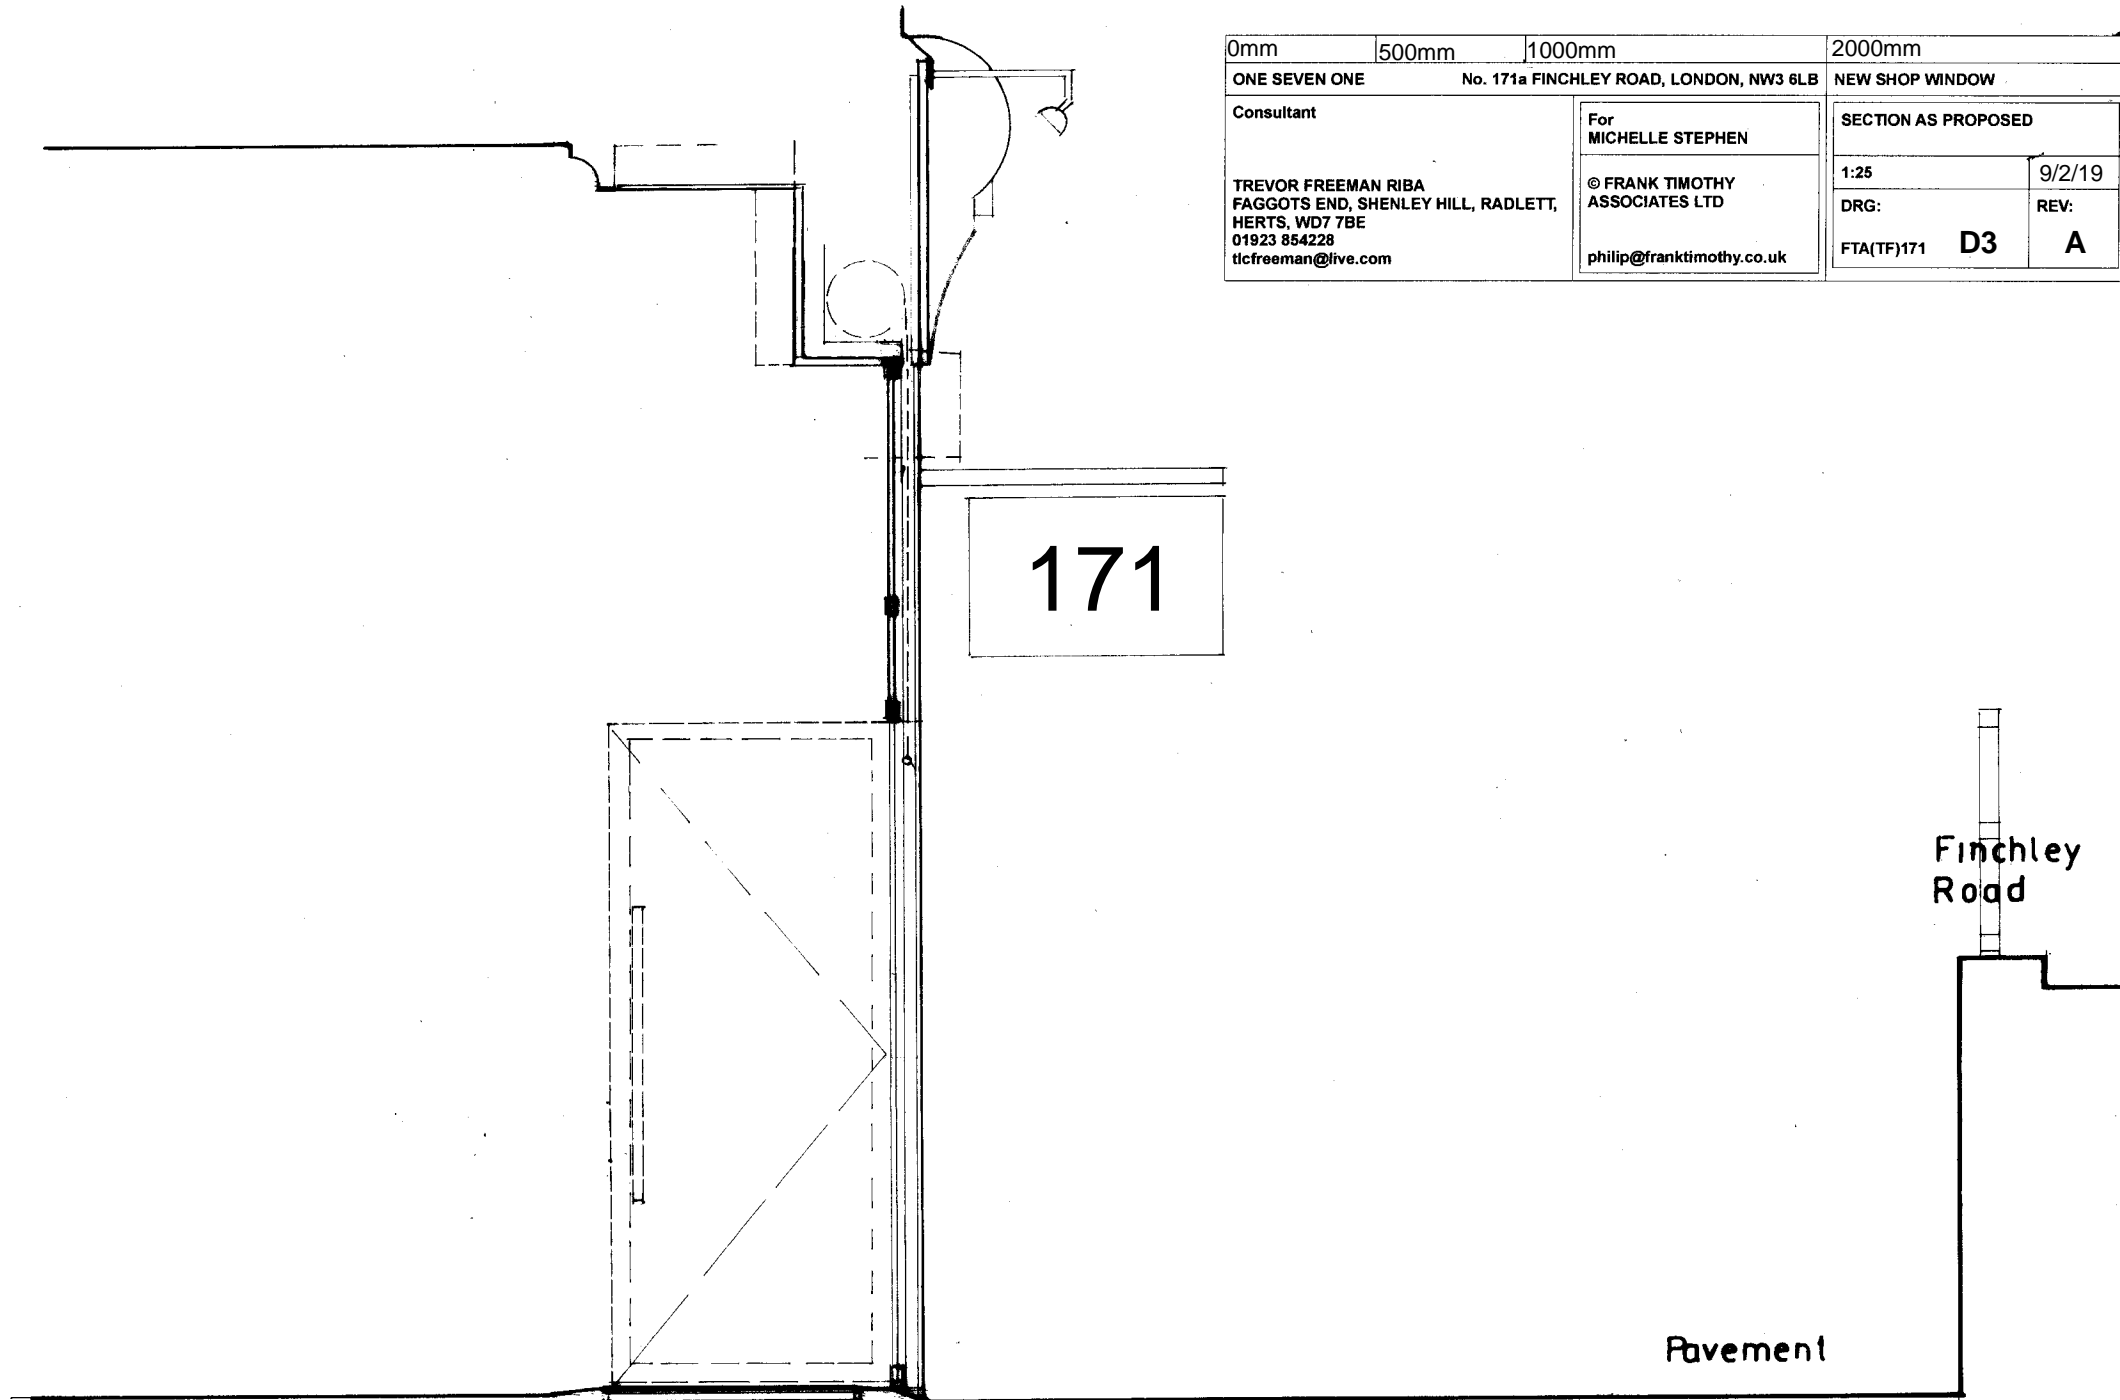 0mm 500mm 1000mm 2000mm
ONE SEVEN ONE No. 171a FINCHLEY ROAD, LONDON, NW3 6LB NEW SHOP WINDOW
Consultant
TREVOR FREEMAN RIBA
FAGGOTS END, SHENLEY HILL, RADLETT,
HERTS, WD7 7BE
01923 854228
tlcfreeman@live.com
For
MICHELLE STEPHEN
© FRANK TIMOTHY
ASSOCIATES LTD
philip@franktimothy.co.uk
SECTION AS PROPOSED
1:25 9/2/19
DRG: REV:
FTA(TF)171 D3 A
171
Finchley
Road
Pavement